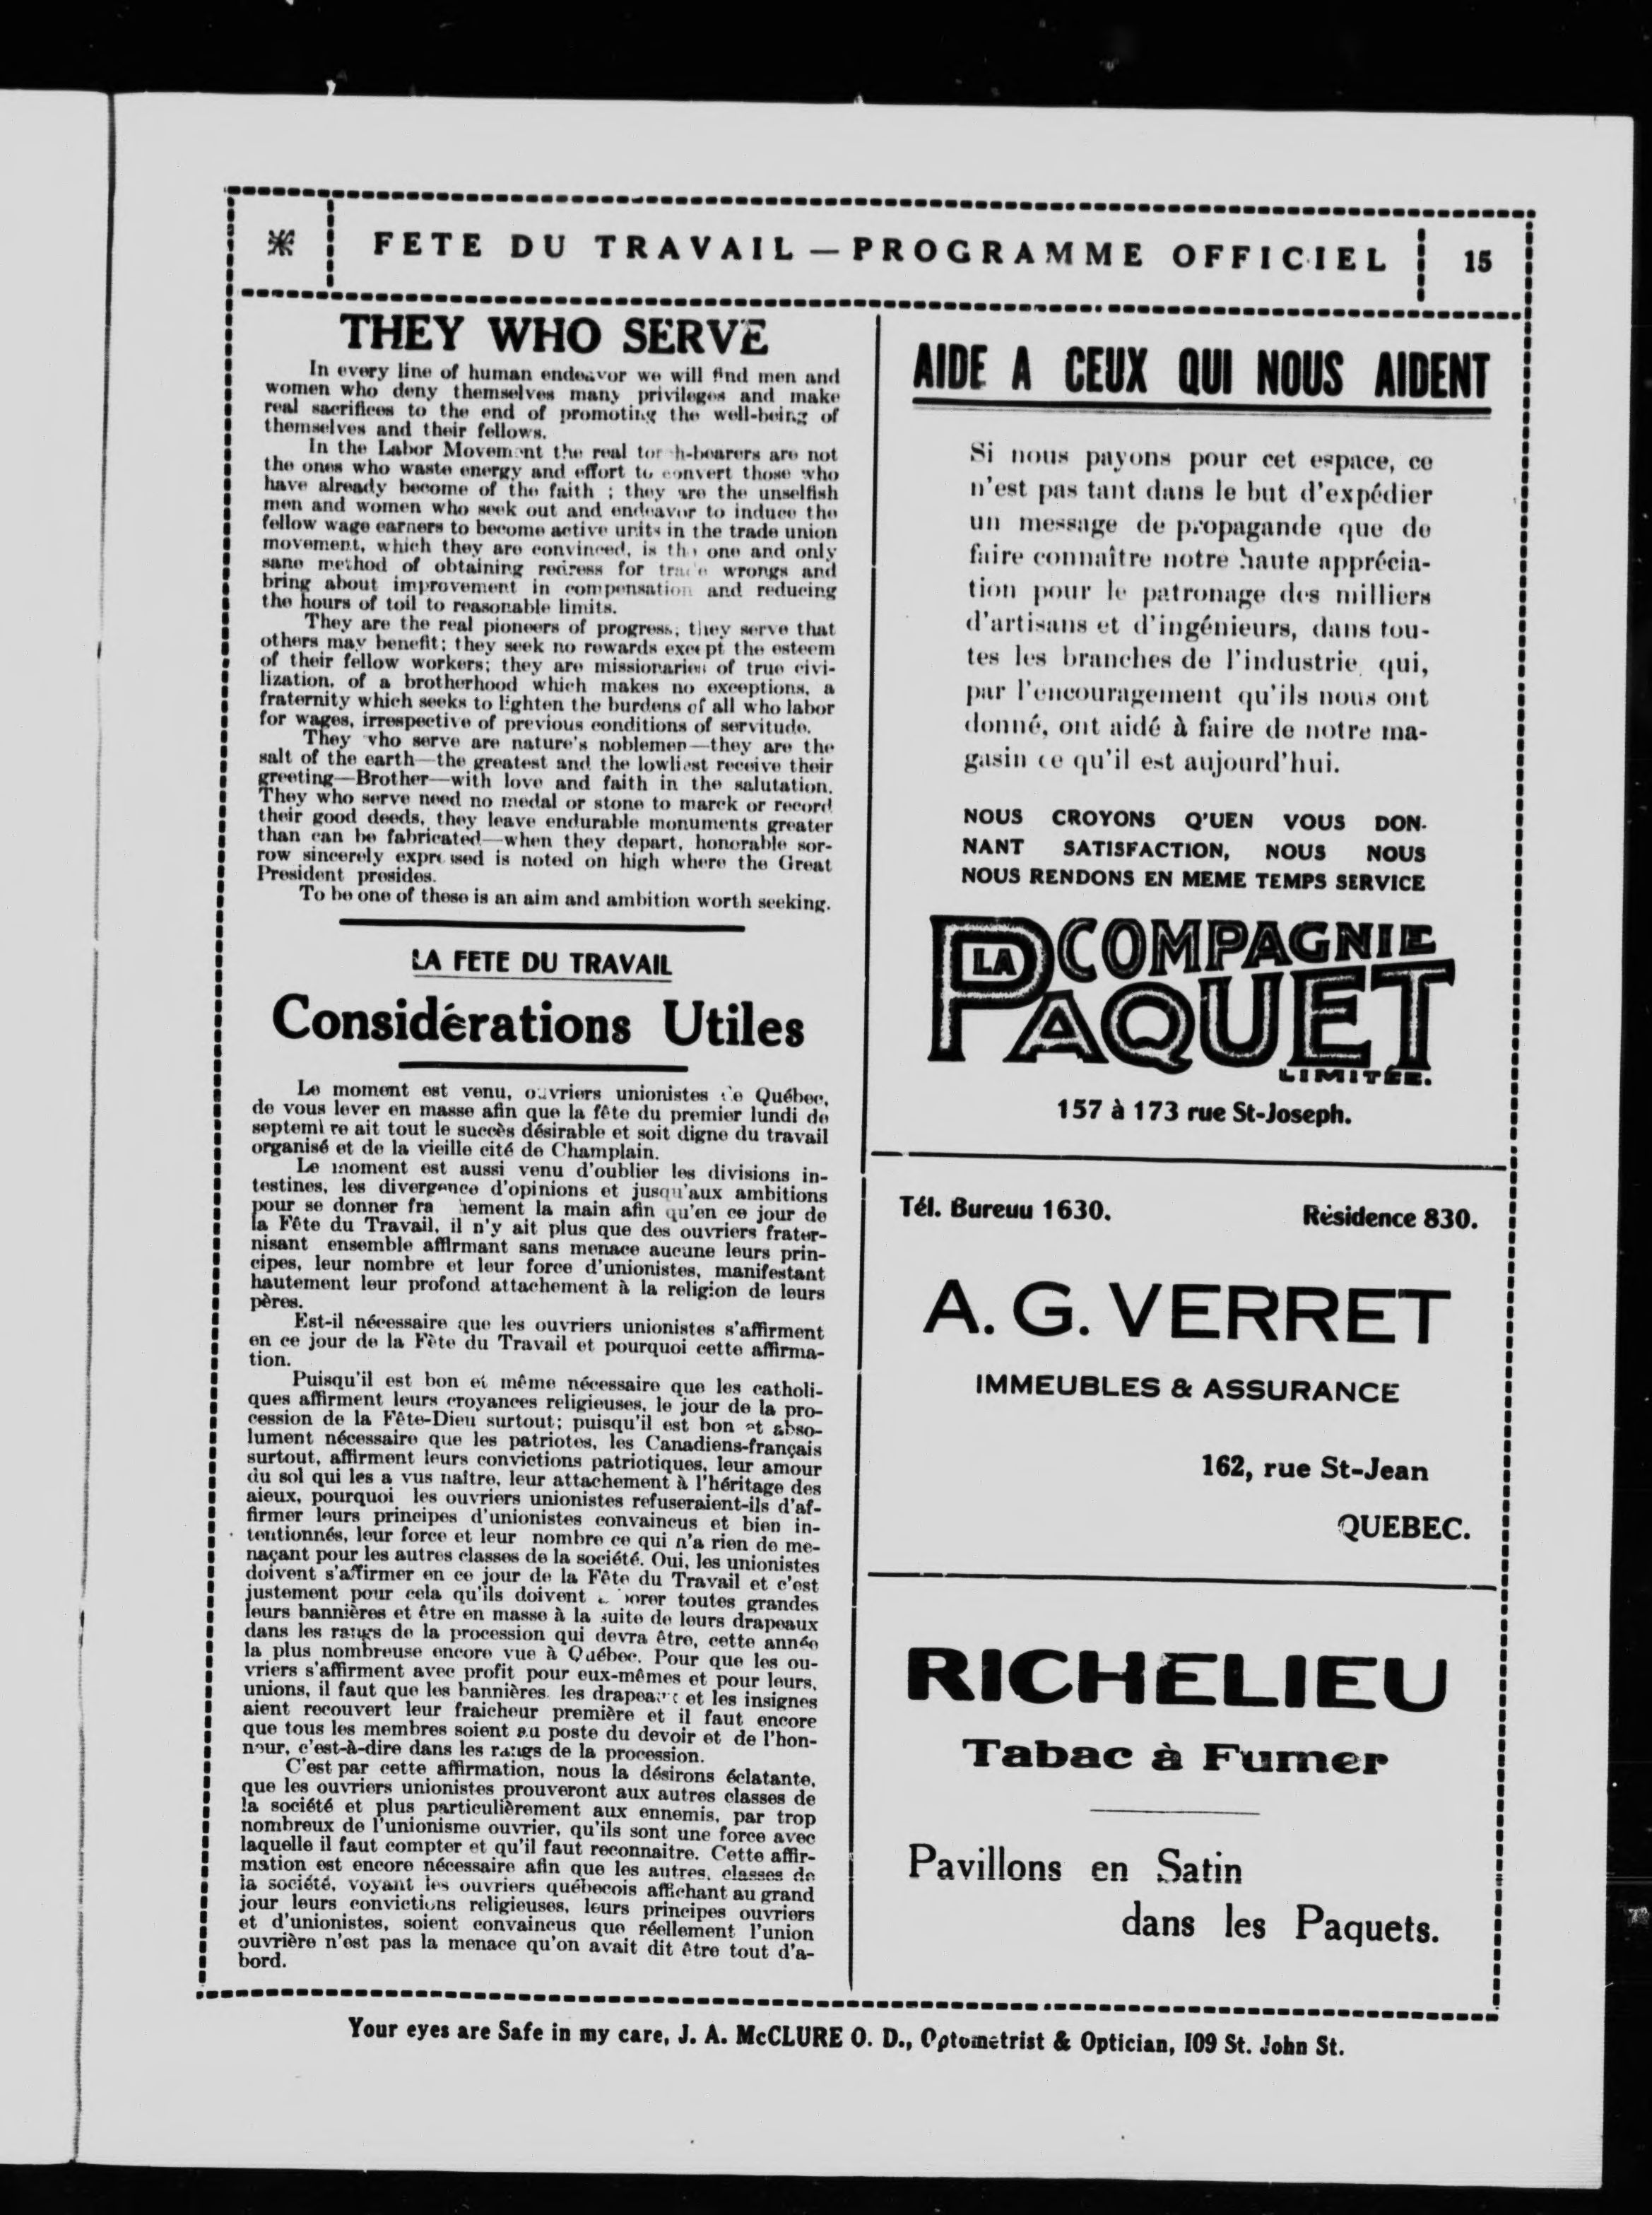 ※ FETE DU TRAVAIL — PROGRAMME OFFICIEL 15
THEY WHO SERVE
In every line of human endeavor we will find men and
women who deny themselves many privileges and make
real sacrifices to the end of promoting the well-being of
themselves and their fellows.
In the Labor Movement the real tor h-bearers are not
the ones who waste energy and effort to convert those who
have already become of the faith ; they are the unselfish
men and women who seek out and endeavor to induce the
fellow wage earners to become active units in the trade union
movement, which they are convinced, is the one and only
sane method of obtaining redress for trade wrongs and
bring about improvement in compensation and reducing
the hours of toil to reasonable limits.
They are the real pioneers of progress, they serve that
others may benefit; they seek no rewards except the esteem
of their fellow workers; they are missionaries of true civi-
lization, of a brotherhood which makes no exceptions, a
fraternity which seeks to lighten the burdens of all who labor
for wages, irrespective of previous conditions of servitude.
They who serve are nature's noblemen—they are the
salt of the earth—the greatest and the lowliest receive their
greeting—Brother—with love and faith in the salutation.
They who serve need no medal or stone to marck or record
their good deeds, they leave endurable monuments greater
than can be fabricated—when they depart, honorable sor-
row sincerely expressed is noted on high where the Great
President presides.
To be one of these is an aim and ambition worth seeking.
LA FETE DU TRAVAIL
Considérations Utiles
Le moment est venu, ouvriers unionistes de Québec,
de vous lever en masse afin que la fête du premier lundi de
septembre ait tout le succès désirable et soit digne du travail
organisé et de la vieille cité de Champlain.
Le moment est aussi venu d'oublier les divisions in-
testines, les divergence d'opinions et jusqu'aux ambitions
pour se donner fra hement la main afin qu'en ce jour de
la Fête du Travail, il n'y ait plus que des ouvriers frater-
nisant ensemble affirmant sans menace aucune leurs prin-
cipes, leur nombre et leur force d'unionistes, manifestant
hautement leur profond attachement à la religion de leurs
pères.
Est-il nécessaire que les ouvriers unionistes s'affirment
en ce jour de la Fête du Travail et pourquoi cette affirma-
tion.
Puisqu'il est bon et même nécessaire que les catholi-
ques affirment leurs croyances religieuses, le jour de la pro-
cession de la Fête-Dieu surtout; puisqu'il est bon et abso-
lument nécessaire que les patriotes, les Canadiens-français
surtout, affirment leurs convictions patriotiques, leur amour
du sol qui les a vus naître, leur attachement à l'héritage des
aieux, pourquoi les ouvriers unionistes refuseraient-ils d'af-
firmer leurs principes d'unionistes convaincus et bien in-
tentionnés, leur force et leur nombre ce qui n'a rien de me-
naçant pour les autres classes de la société. Oui, les unionistes
doivent s'affirmer en ce jour de la Fête du Travail et c'est
justement pour cela qu'ils doivent toutes grandes
leurs bannières et être en masse à la suite de leurs drapeaux
dans les rangs de la procession qui devra être, cette année
la plus nombreuse encore vue à Québec. Pour que les ou-
vriers s'affirment avec profit pour eux-mêmes et pour leurs,
unions, il faut que les bannières, les drapeaux et les insignes
aient recouvert leur fraicheur première et il faut encore
que tous les membres soient au poste du devoir et de l'hon-
nour, c'est-à-dire dans les rangs de la procession.
C'est par cette affirmation, nous la désirons éclatante,
que les ouvriers unionistes prouveront aux autres classes de
la société et plus particulièrement aux ennemis, par trop
nombreux de l'unionisme ouvrier, qu'ils sont une force avec
laquelle il faut compter et qu'il faut reconnaitre. Cette affir-
mation est encore nécessaire afin que les autres, classes de
la société, voyant les ouvriers québecois affichant au grand
jour leurs convictions religieuses, leurs principes ouvriers
et d'unionistes, soient convaincus que réellement l'union
ouvrière n'est pas la menace qu'on avait dit être tout d'a-
bord.
AIDE A CEUX QUI NOUS AIDENT
Si nous payons pour cet espace, ce
n'est pas tant dans le but d'expédier
un message de propagande que de
faire connaître notre haute apprécia-
tion pour le patronage des milliers
d'artisans et d'ingénieurs, dans tou-
tes les branches de l'industrie qui,
par l'encouragement qu'ils nous ont
donné, ont aidé à faire de notre ma-
gasin ce qu'il est aujourd'hui.
NOUS CROYONS Q'UEN VOUS DON-
NANT SATISFACTION, NOUS NOUS
NOUS RENDONS EN MEME TEMPS SERVICE
LA COMPAGNIE
PAQUET
LIMITÉE.
157 à 173 rue St-Joseph.
Tél. Bureuu 1630. Résidence 830.
A. G. VERRET
IMMEUBLES & ASSURANCE
162, rue St-Jean
QUEBEC.
RICHELIEU
Tabac à Fumer
Pavillons en Satin
dans les Paquets.
Your eyes are Safe in my care, J. A. McCLURE O. D., Optometrist & Optician, 109 St. John St.